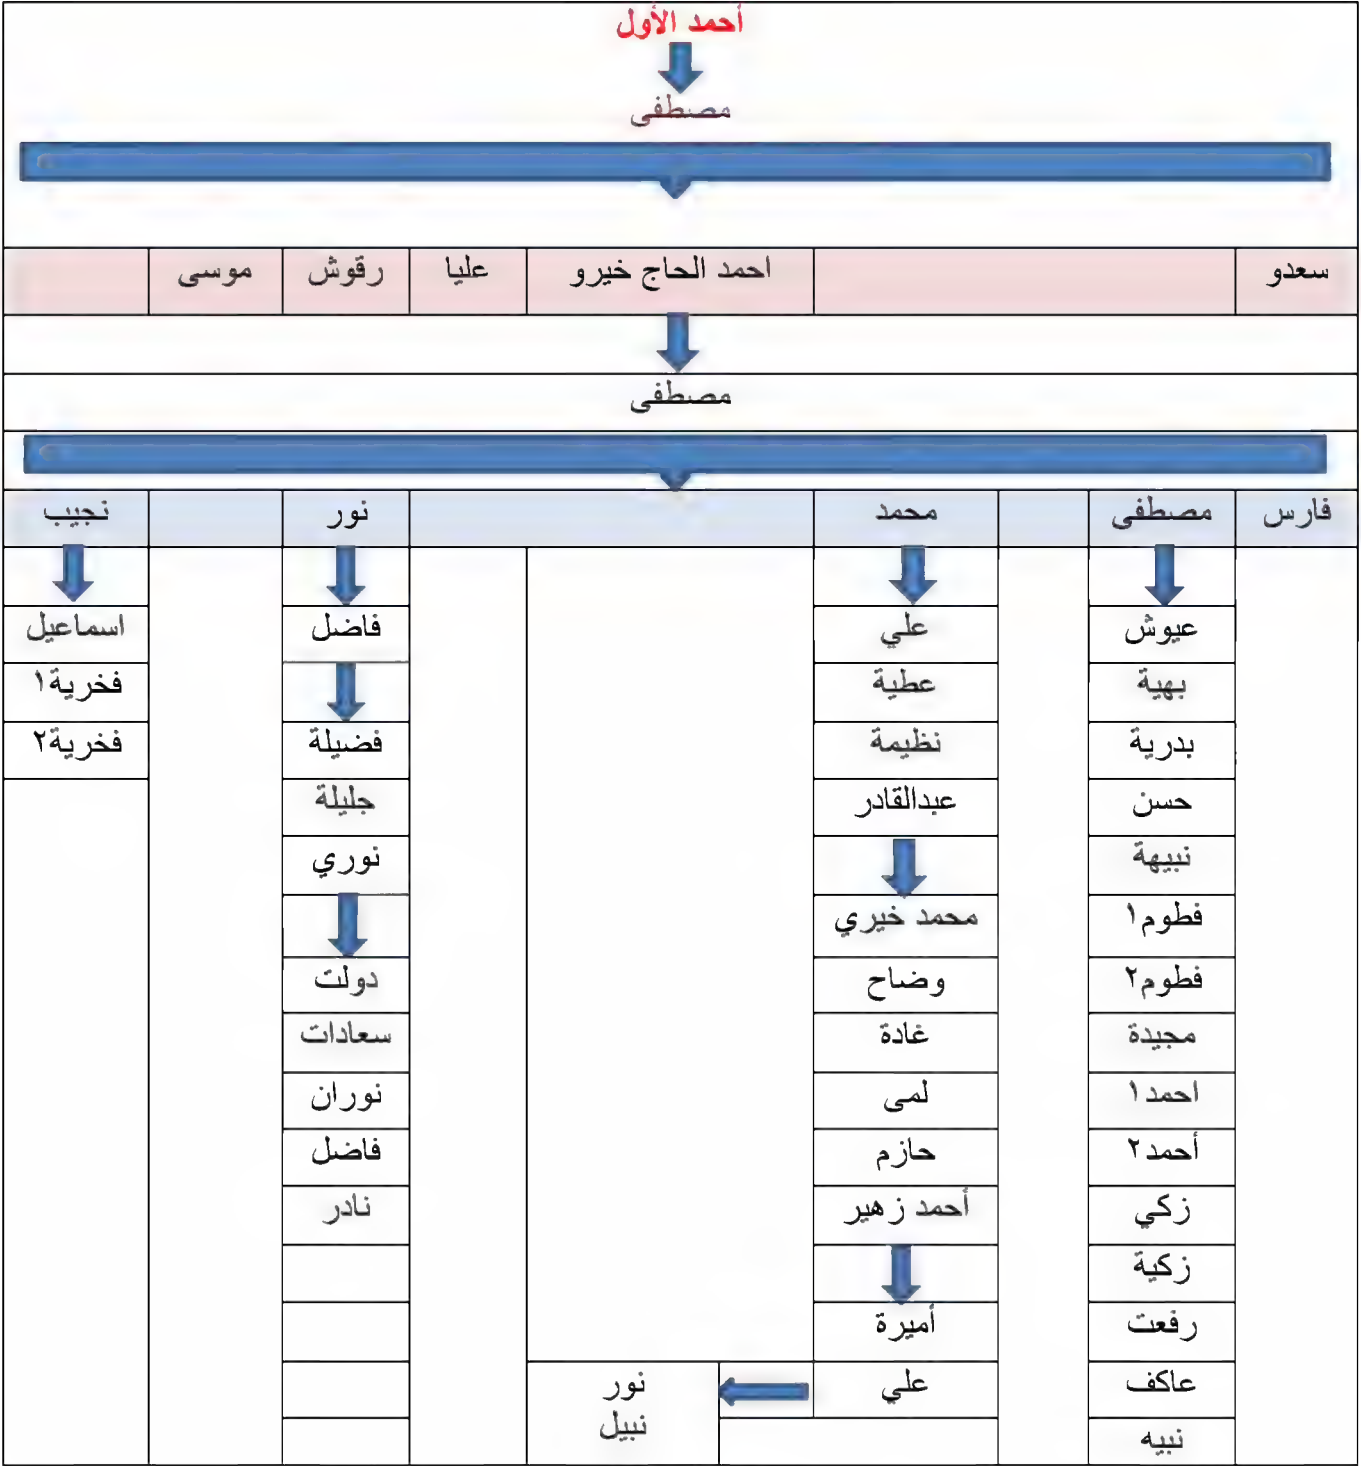 أحمد الأول
مصطفى
سعدو احمد الحاج خيرو عليا رقوش موسى
مصطفى
فارس مصطفى محمد نور نجيب
عيوش علي فاضل اسماعيل
بهية عطية فخرية١
بدرية نظيمة فضيلة فخرية٢
حسن عبدالقادر جليلة
نبيهة نوري
فطوم١ محمد خيري
فطوم٢ وضاح دولت
مجيدة غادة سعادات
احمد١ لمى نوران
أحمد٢ حازم فاضل
زكي أحمد زهير نادر
زكية
رفعت أميرة
عاكف علي نور
نبيه نبيل